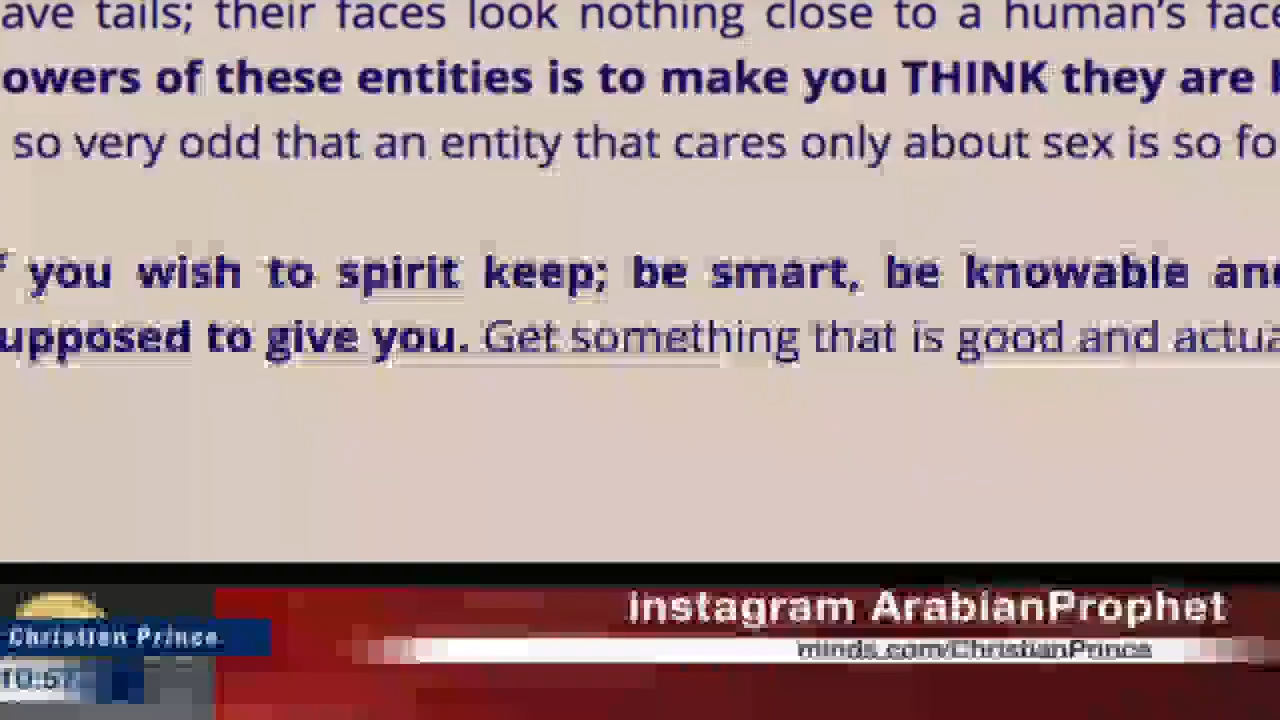 ave tails; their faces look nothing close to a human's face
owers of these entities is to make you THINK they are
so very odd that an entity that cares only about sex is so fo
you wish to spirit keep; be smart, be knowable and
upposed to give you. Get something that is good and actua
instagram ArabianProphet
Christian Prince
minds.com/ChristianPrince
10:57